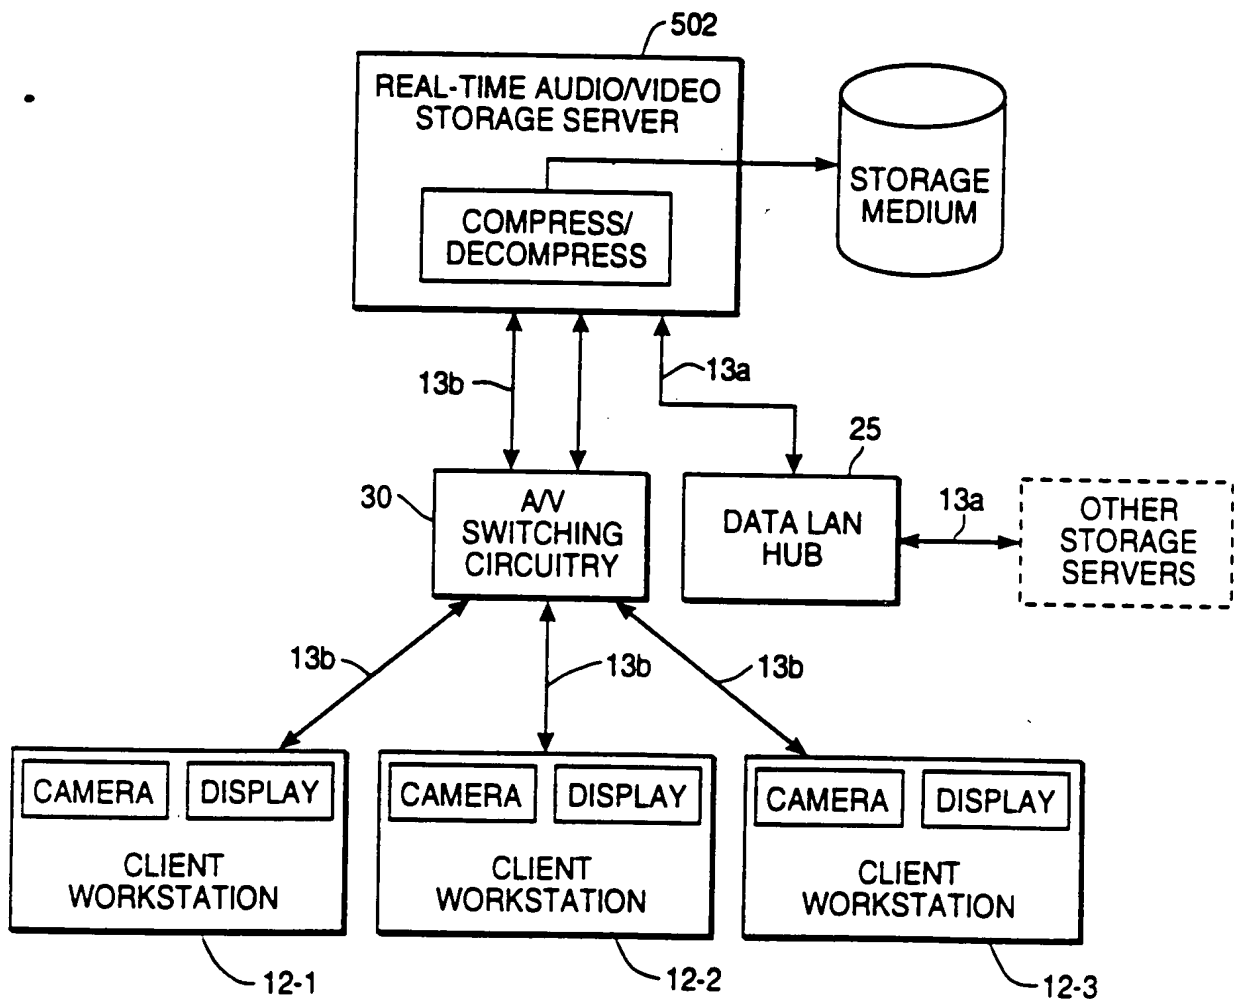 502
REAL-TIME AUDIO/VIDEO
STORAGE SERVER
COMPRESS/
DECOMPRESS
STORAGE
MEDIUM
13b
13a
25
30
A/V
SWITCHING
CIRCUITRY
DATA LAN
HUB
13a
OTHER
STORAGE
SERVERS
13b
13b
13b
CAMERA
DISPLAY
CLIENT
WORKSTATION
CAMERA
DISPLAY
CLIENT
WORKSTATION
CAMERA
DISPLAY
CLIENT
WORKSTATION
12-1
12-2
12-3